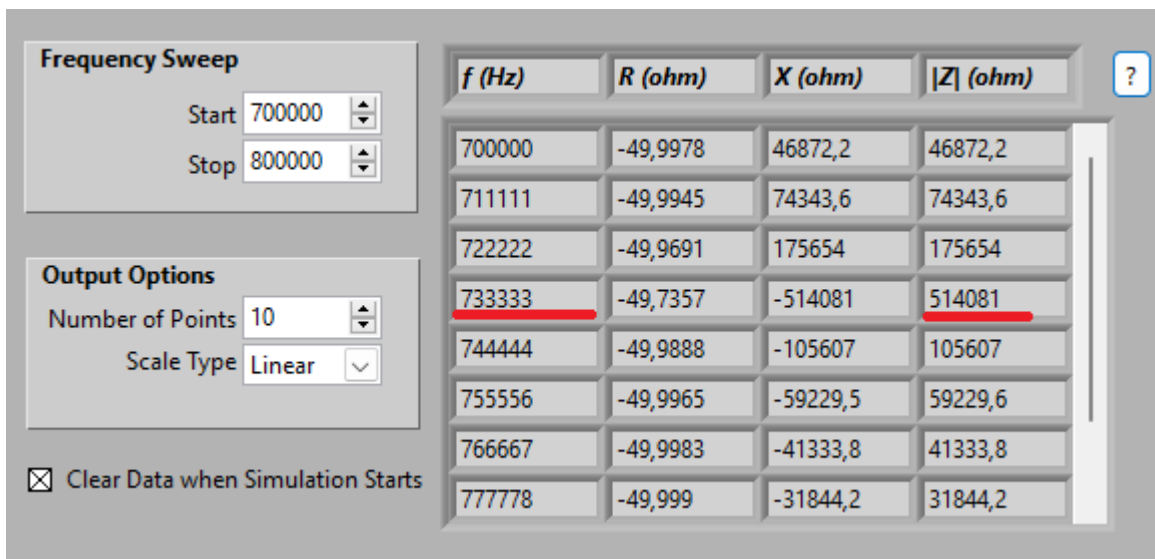 Frequency Sweep
Start 700000
Stop 800000
Output Options
Number of Points 10
Scale Type Linear
Clear Data when Simulation Starts
f (Hz) R (ohm) X (ohm) |Z| (ohm) ?
700000 -49,9978 46872,2 46872,2
711111 -49,9945 74343,6 74343,6
722222 -49,9691 175654 175654
733333 -49,7357 -514081 514081
744444 -49,9888 -105607 105607
755556 -49,9965 -59229,5 59229,6
766667 -49,9983 -41333,8 41333,8
777778 -49,999 -31844,2 31844,2